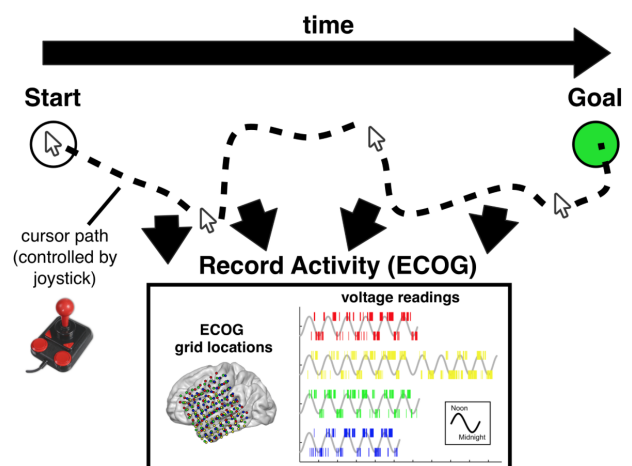 time
Start
Goal
cursor path
(controlled by
joystick)
Record Activity (ECOG)
voltage readings
ECOG
grid locations
Noon
Midnight